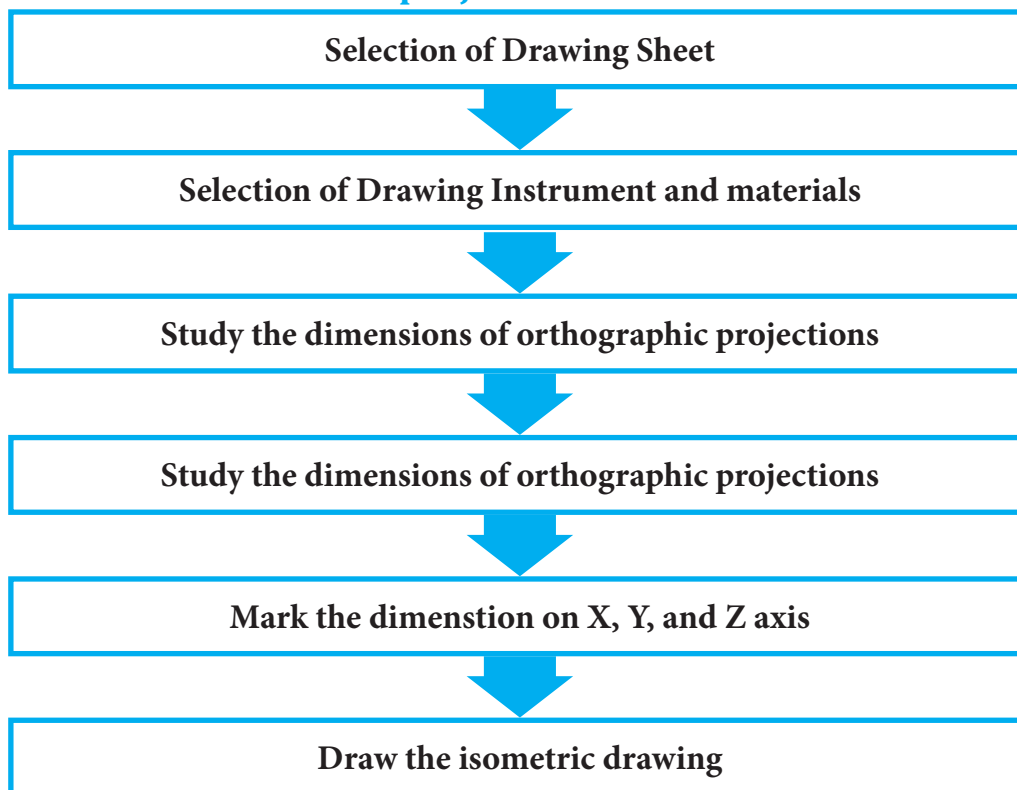 Selection of Drawing Sheet
Selection of Drawing Instrument and materials
Study the dimensions of orthographic projections
Study the dimensions of orthographic projections
Mark the dimenstion on X, Y, and Z axis
Draw the isometric drawing